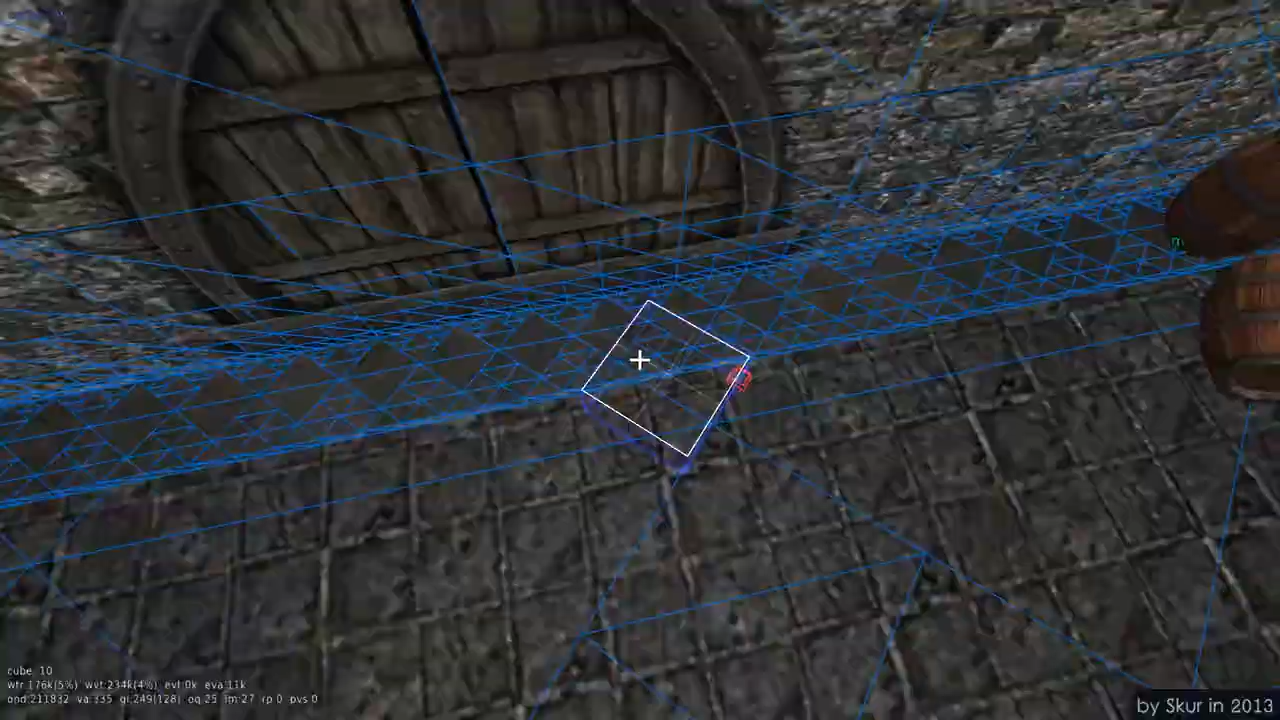 cube 10
wtr:176k(5%) wvt:234k(4%) evt:0k eva:11k
ond:211832 va:335 gl:249(128) oq:25 lm:27 rp:0 pvs:0
by Skur in 2013